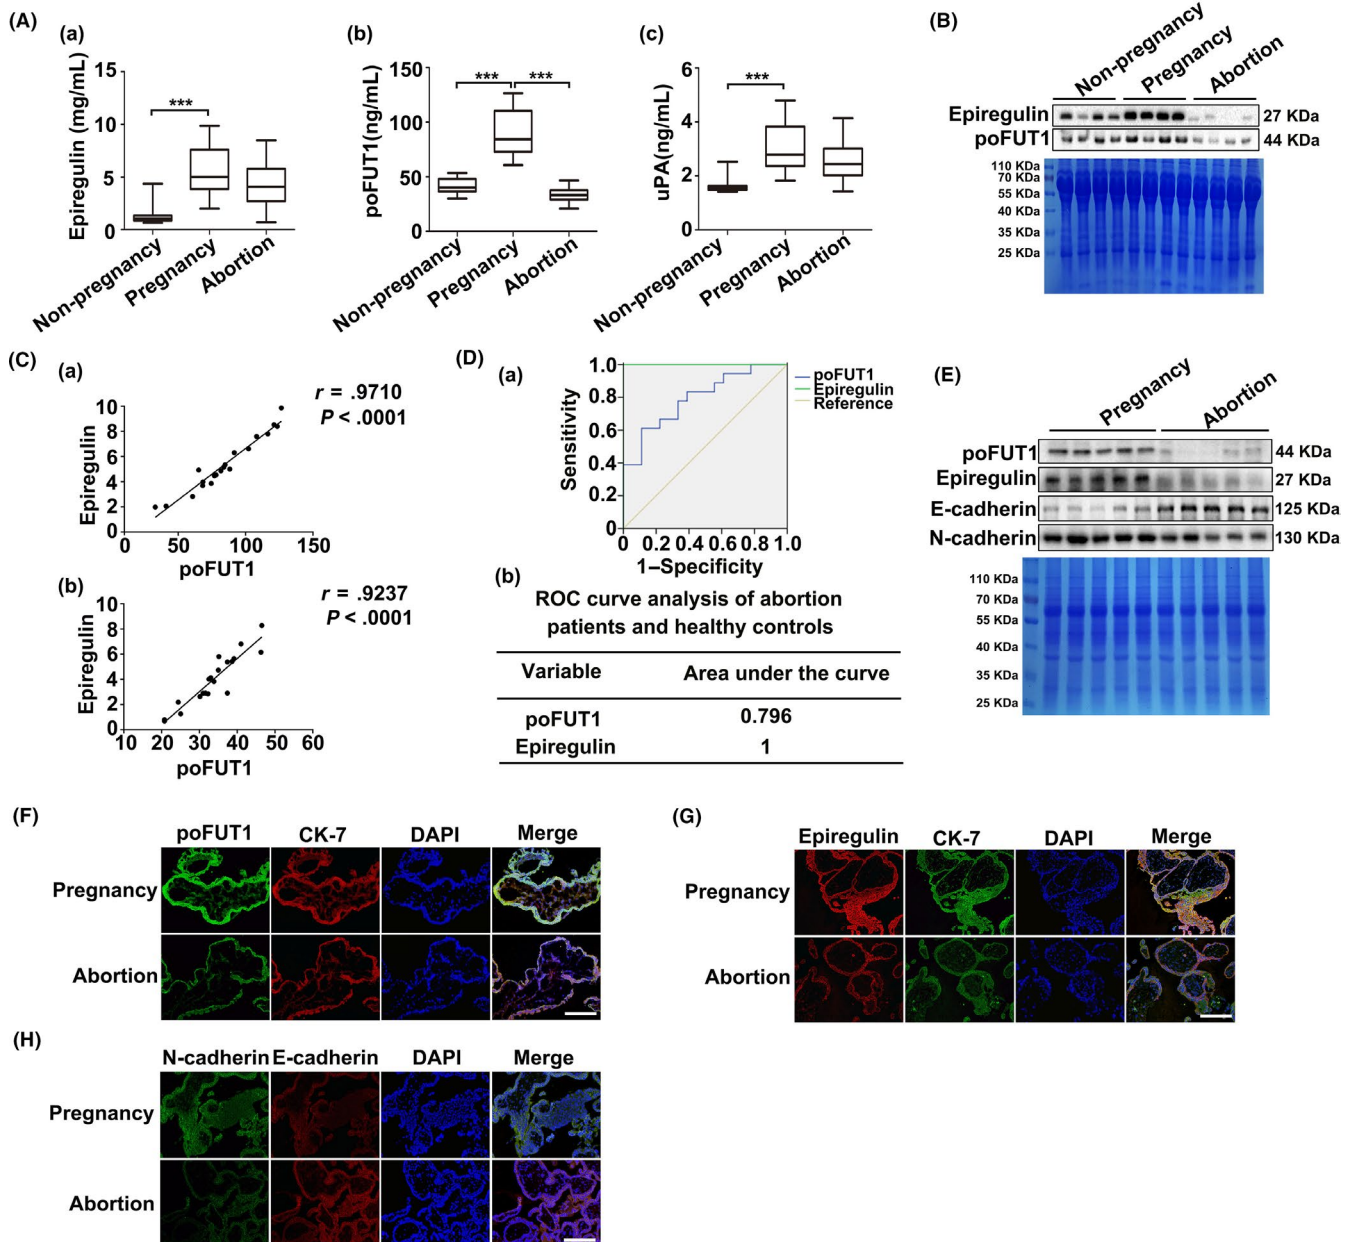 (A)
(a)
Epiregulin (mg/mL)
15
10
5
0
***
Non-pregnancy
Pregnancy
Abortion
(b)
poFUT1(ng/mL)
150
100
50
0
*** ***
Non-pregnancy
Pregnancy
Abortion
(c)
uPA(ng/mL)
6
4
2
0
***
Non-pregnancy
Pregnancy
Abortion
(B)
Non-pregnancy
Pregnancy
Abortion
Epiregulin 27 KDa
poFUT1 44 KDa
110 KDa
70 KDa
55 KDa
40 KDa
35 KDa
25 KDa
(C)
(a)
r = .9710
P < .0001
Epiregulin
10
8
6
4
2
0
0 50 100 150
poFUT1
(b)
r = .9237
P < .0001
Epiregulin
10
8
6
4
2
0
10 20 30 40 50 60
poFUT1
(D)
(a)
Sensitivity
1.0
0.8
0.6
0.4
0.2
0
0 0.2 0.4 0.6 0.8 1.0
1–Specificity
poFUT1
Epiregulin
Reference
(b)
ROC curve analysis of abortion
patients and healthy controls
Variable Area under the curve
poFUT1 0.796
Epiregulin 1
(E)
Pregnancy
Abortion
poFUT1 44 KDa
Epiregulin 27 KDa
E-cadherin 125 KDa
N-cadherin 130 KDa
110 KDa
70 KDa
55 KDa
40 KDa
35 KDa
25 KDa
(F)
poFUT1 CK-7 DAPI Merge
Pregnancy
Abortion
(G)
Epiregulin CK-7 DAPI Merge
Pregnancy
Abortion
(H)
N-cadherin E-cadherin DAPI Merge
Pregnancy
Abortion